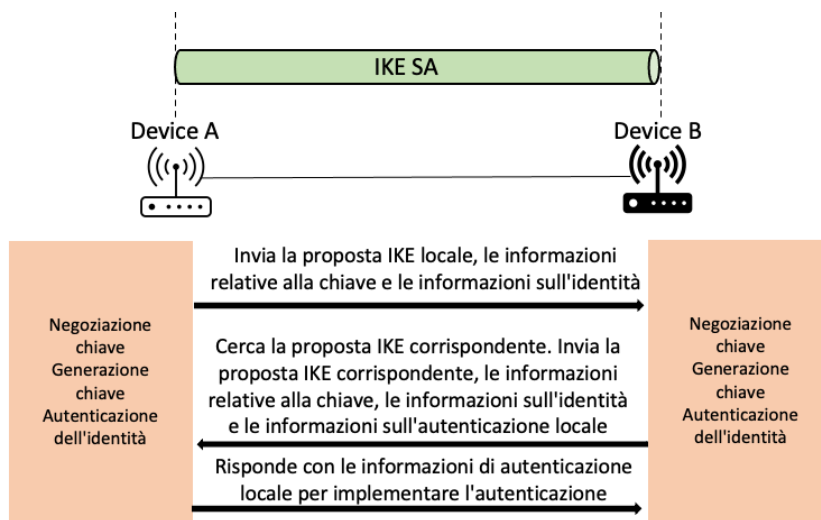 IKE SA
Device A
Device B
Invia la proposta IKE locale, le informazioni
relative alla chiave e le informazioni sull'identità
Negoziazione
chiave
Generazione
chiave
Autenticazione
dell'identità
Cerca la proposta IKE corrispondente. Invia la
proposta IKE corrispondente, le informazioni
relative alla chiave, le informazioni sull'identità
e le informazioni sull'autenticazione locale
Negoziazione
chiave
Generazione
chiave
Autenticazione
dell'identità
Risponde con le informazioni di autenticazione
locale per implementare l'autenticazione